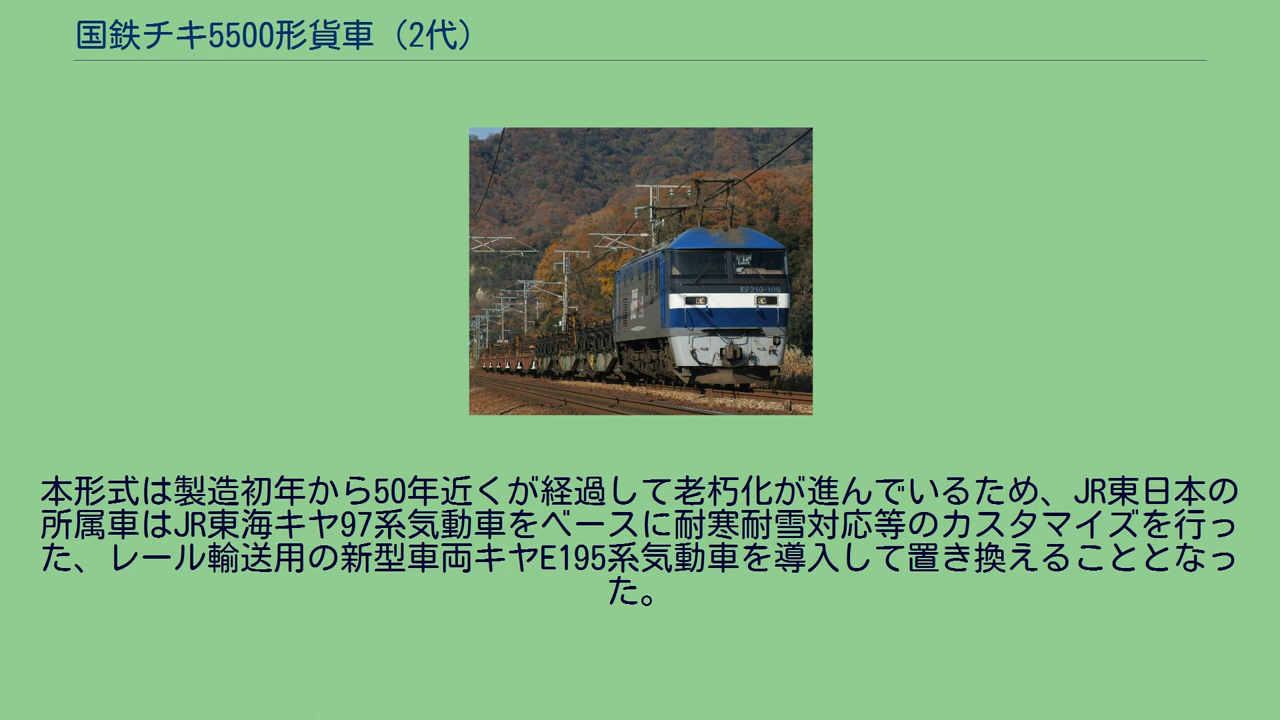 国鉄チキ5500形貨車（2代）
EF210-106
本形式は製造初年から50年近くが経過して老朽化が進んでいるため、JR東日本の
所属車はJR東海キヤ97系気動車をベースに耐寒耐雪対応等のカスタマイズを行っ
た、レール輸送用の新型車両キヤE195系気動車を導入して置き換えることとなっ
た。